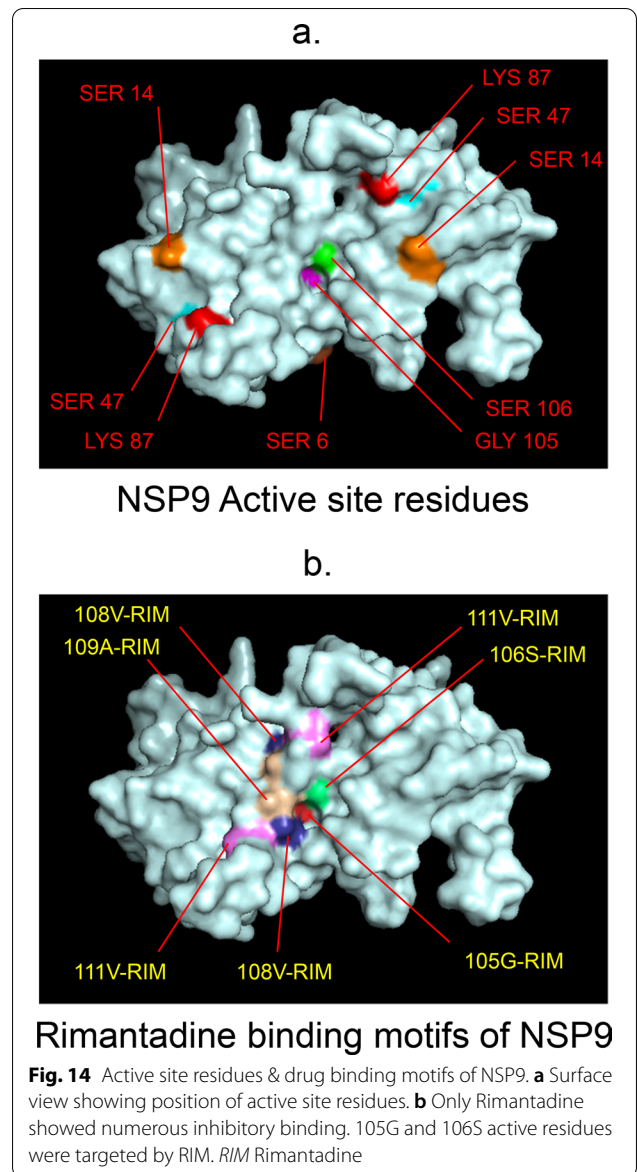 a.
SER 14
LYS 87
SER 47
SER 14
SER 47
LYS 87
SER 6
SER 106
GLY 105
NSP9 Active site residues
b.
108V-RIM
109A-RIM
111V-RIM
106S-RIM
111V-RIM
108V-RIM
105G-RIM
Rimantadine binding motifs of NSP9
Fig. 14 Active site residues & drug binding motifs of NSP9. a Surface
view showing position of active site residues. b Only Rimantadine
showed numerous inhibitory binding. 105G and 106S active residues
were targeted by RIM. RIM Rimantadine